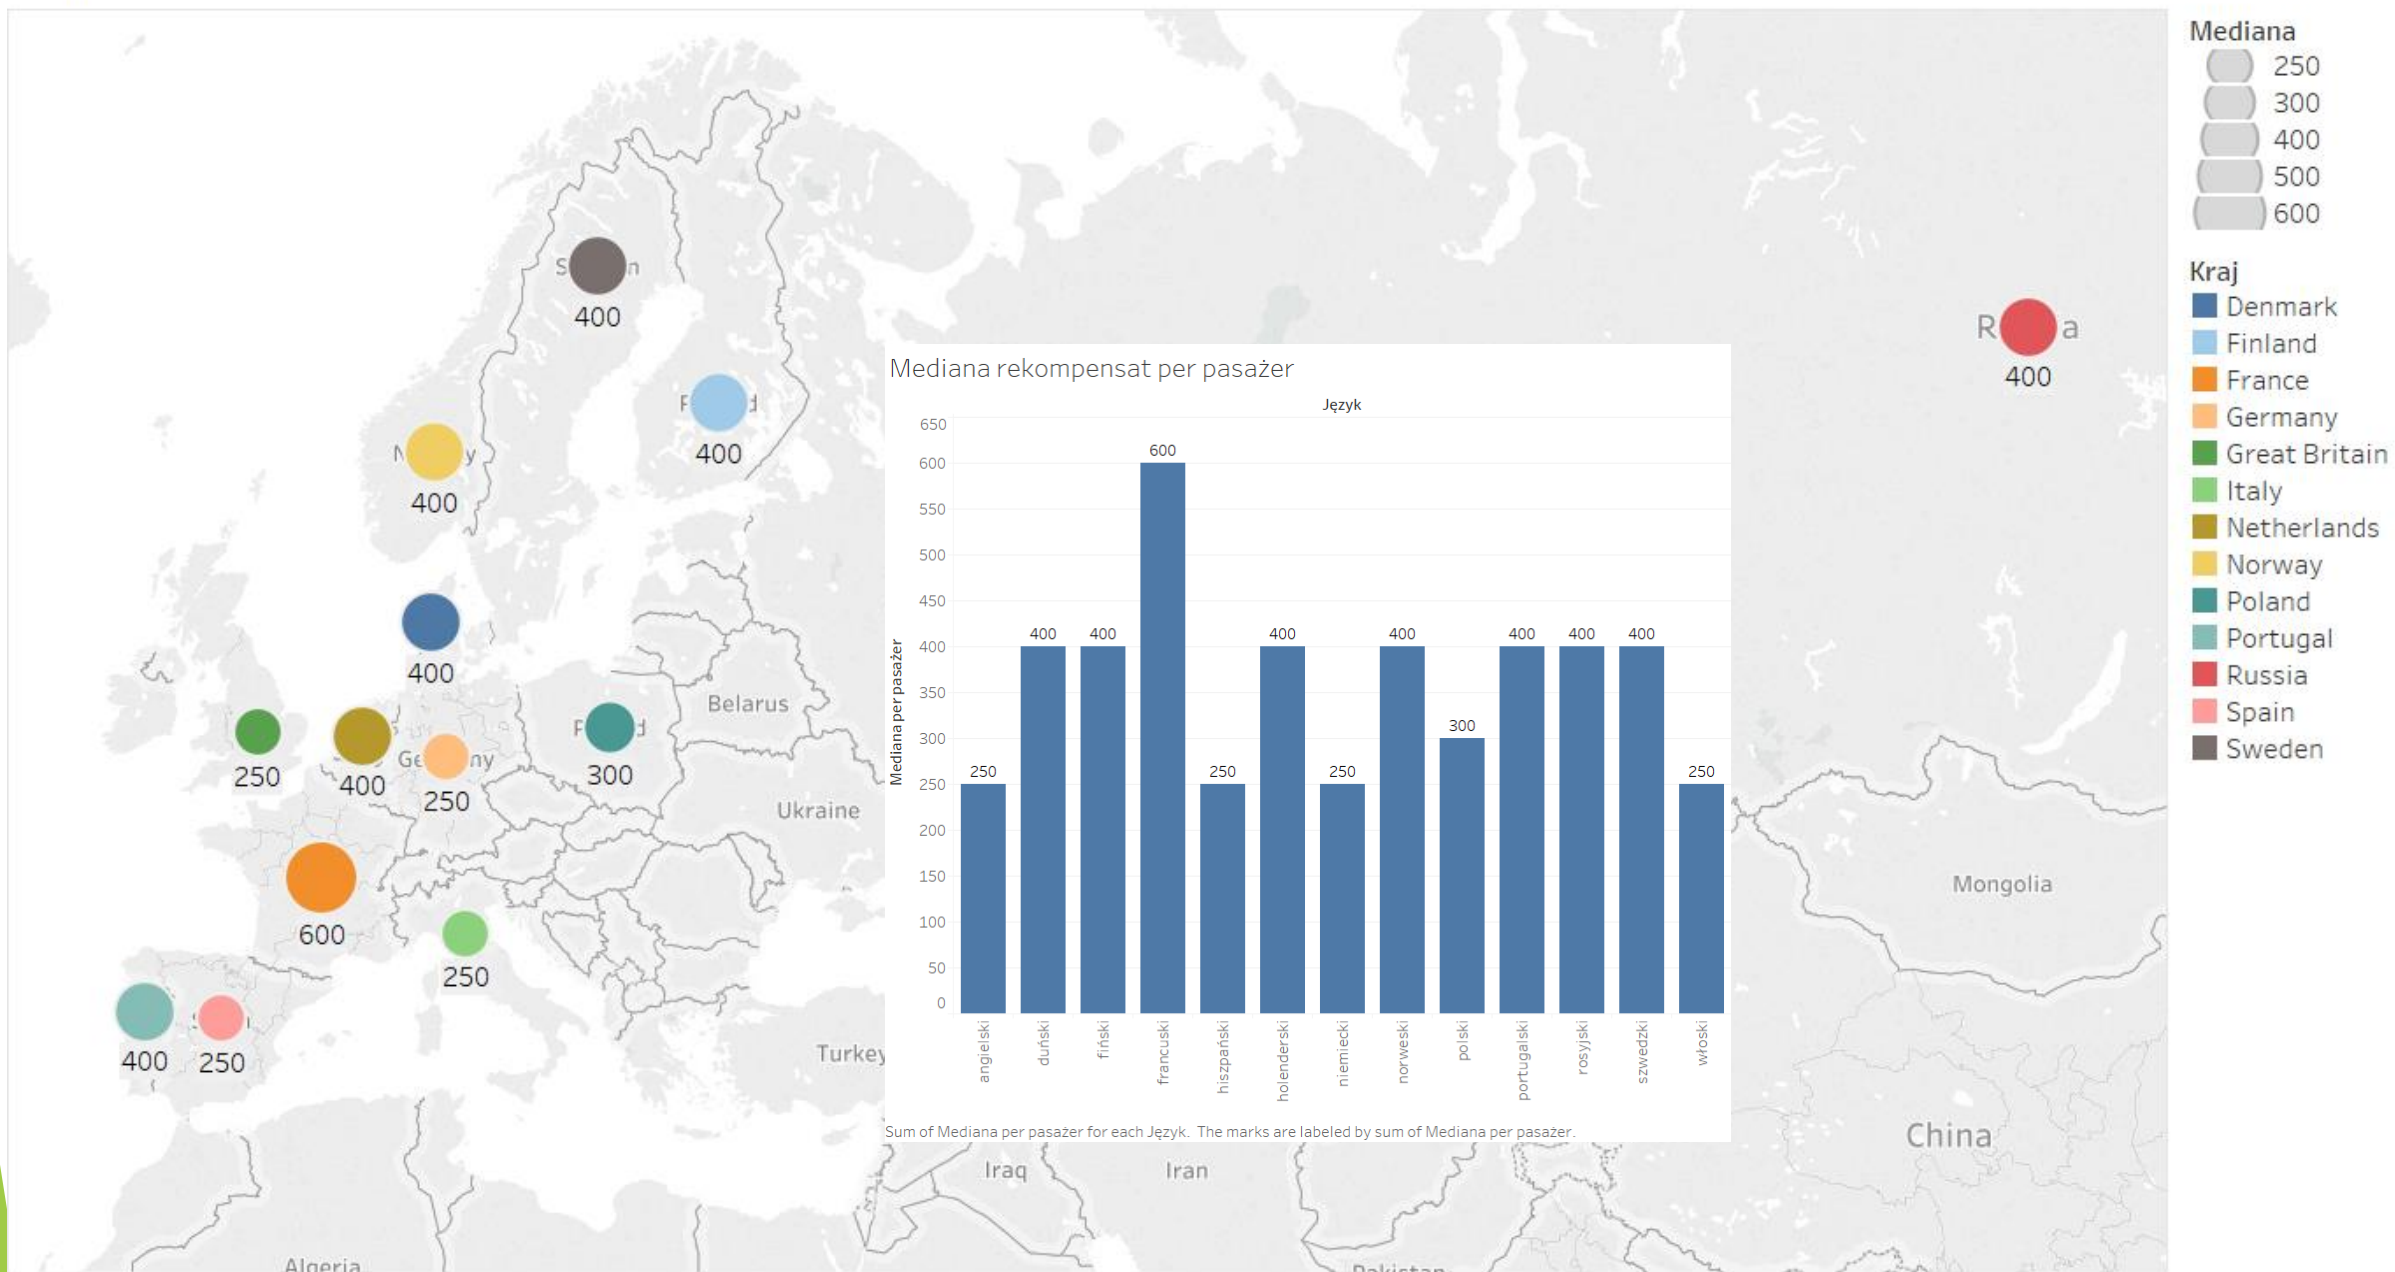 Mediana
250
300
400
500
600
Kraj
Denmark
Finland
France
Germany
Great Britain
Italy
Netherlands
Norway
Poland
Portugal
Russia
Spain
Sweden
400
400
400
400
400
250
400
250
300
600
250
400
250
Belarus
Ukraine
Turkey
Iraq
Iran
Mongolia
China
Algeria
Pakistan
Mediana rekompensat per pasażer
Język
Mediana per pasażer
650
600
550
500
450
400
350
300
250
200
150
100
50
0
250
400
400
600
250
400
250
400
300
400
400
400
250
angielski
duński
fiński
francuski
hiszpański
holenderski
niemiecki
norweski
polski
portugalski
rosyjski
szwedzki
włoski
Sum of Mediana per pasażer for each Język. The marks are labeled by sum of Mediana per pasażer.